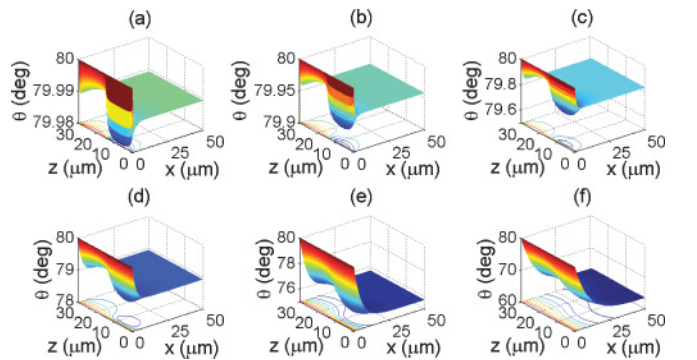 (a) (b) (c)
θ (deg) 80 79.99 79.98
30 20 10 0 z (μm)
0 25 50 x (μm)
θ (deg) 80 79.95 79.9
30 20 10 0 z (μm)
0 25 50 x (μm)
θ (deg) 80 79.8 79.6
30 20 10 0 z (μm)
0 25 50 x (μm)
(d) (e) (f)
θ (deg) 80 79 78
30 20 10 0 z (μm)
0 25 50 x (μm)
θ (deg) 80 78 76 75
30 20 10 0 z (μm)
0 25 50 x (μm)
θ (deg) 80 70 60
30 20 10 0 z (μm)
0 25 50 x (μm)